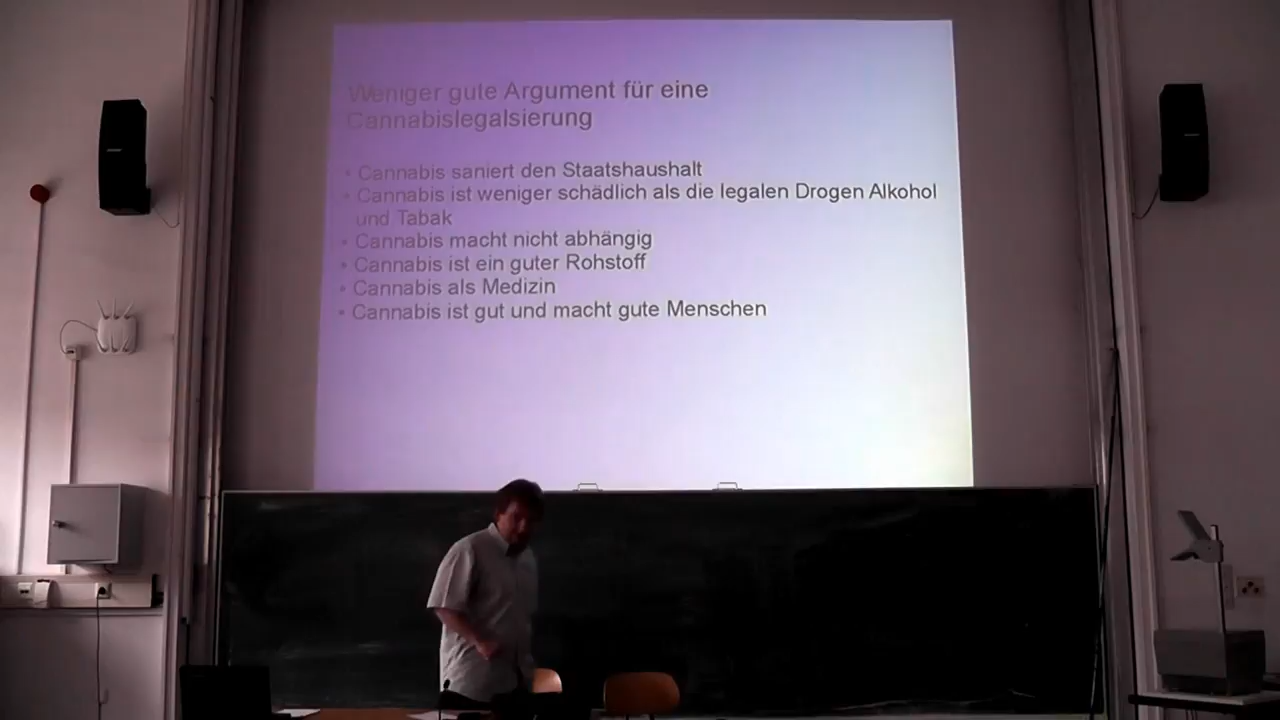 Weniger gute Argument für eine
Cannabislegalsierung
• Cannabis saniert den Staatshaushalt
• Cannabis ist weniger schädlich als die legalen Drogen Alkohol
und Tabak
• Cannabis macht nicht abhängig
• Cannabis ist ein guter Rohstoff
• Cannabis als Medizin
• Cannabis ist gut und macht gute Menschen